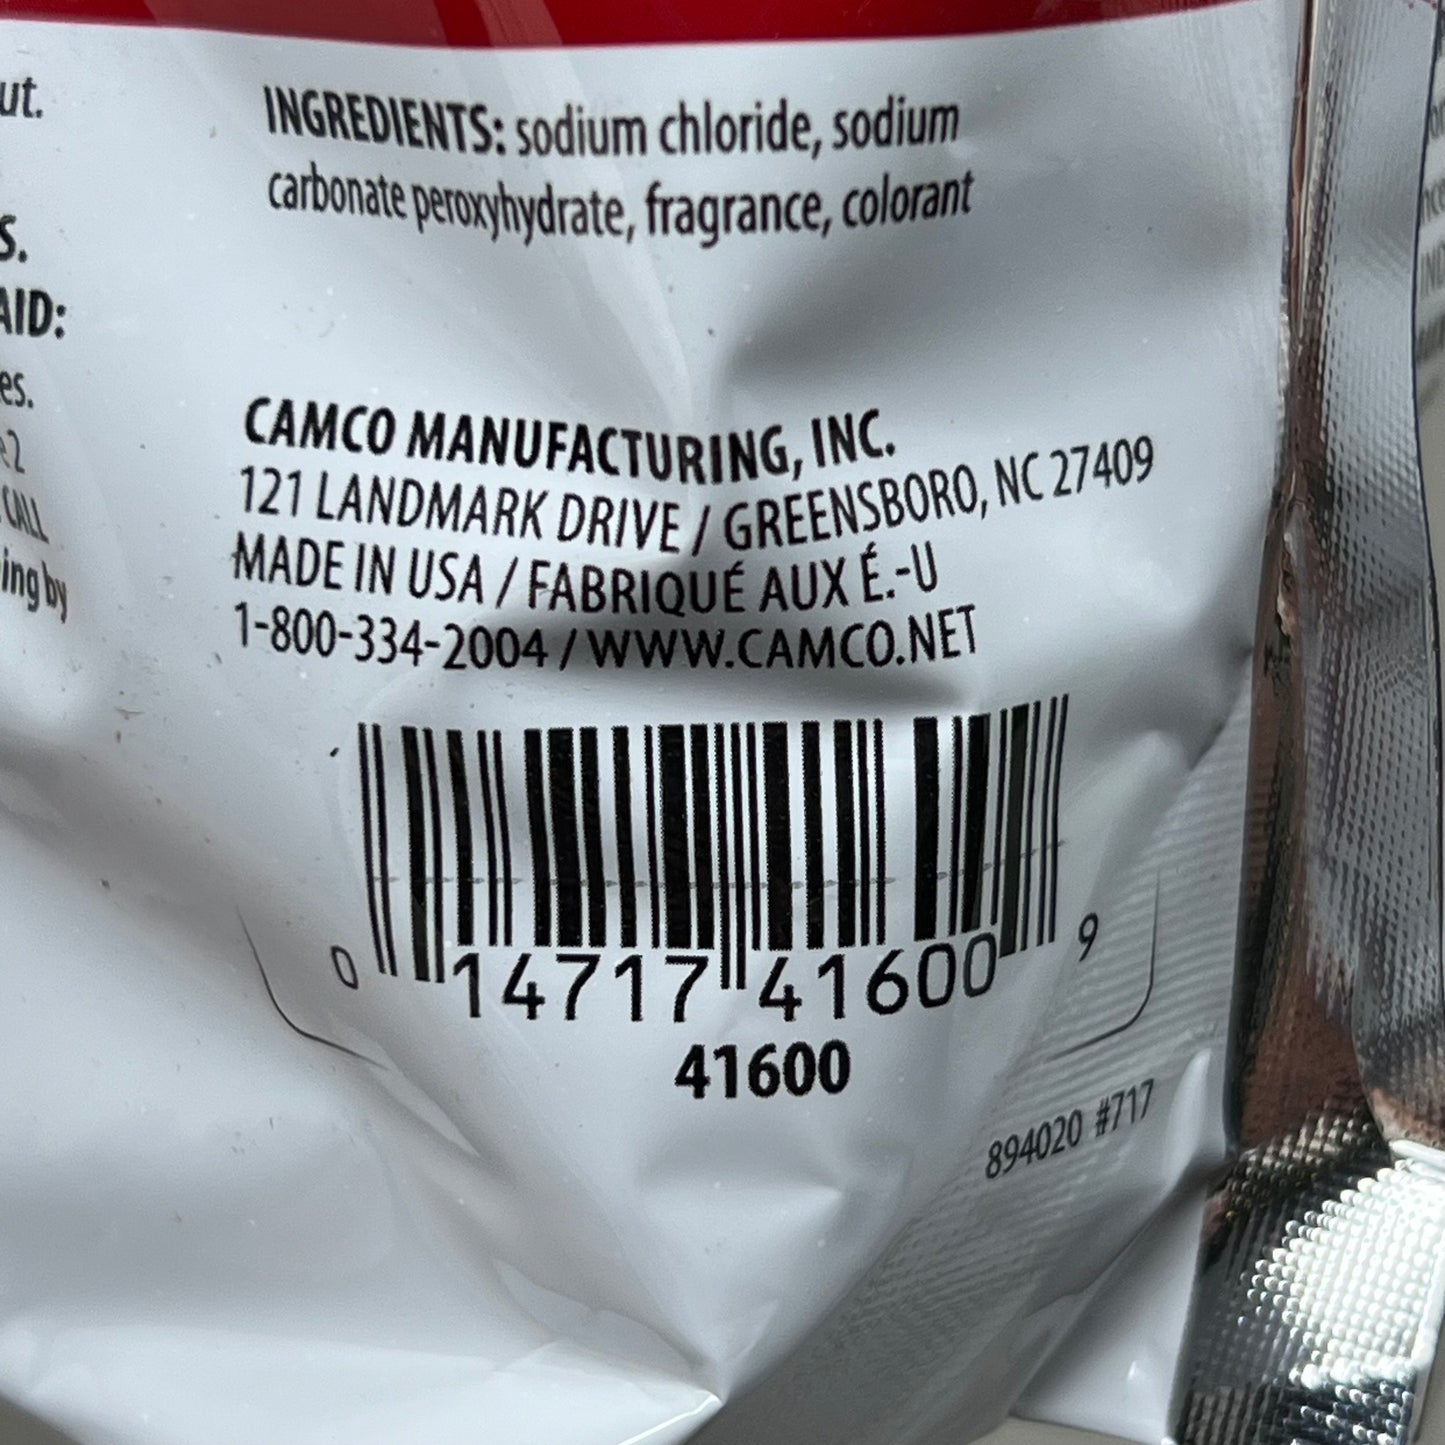 ut.
INGREDIENTS: sodium chloride, sodium
carbonate peroxyhydrate, fragrance, colorant
S.
AID:
es.
2
CALL
ing by
CAMCO MANUFACTURING, INC.
121 LANDMARK DRIVE / GREENSBORO, NC 27409
MADE IN USA / FABRIQUÉ AUX É.-U
1-800-334-2004 / WWW.CAMCO.NET
0 14717 41600 9
41600
894020 #717